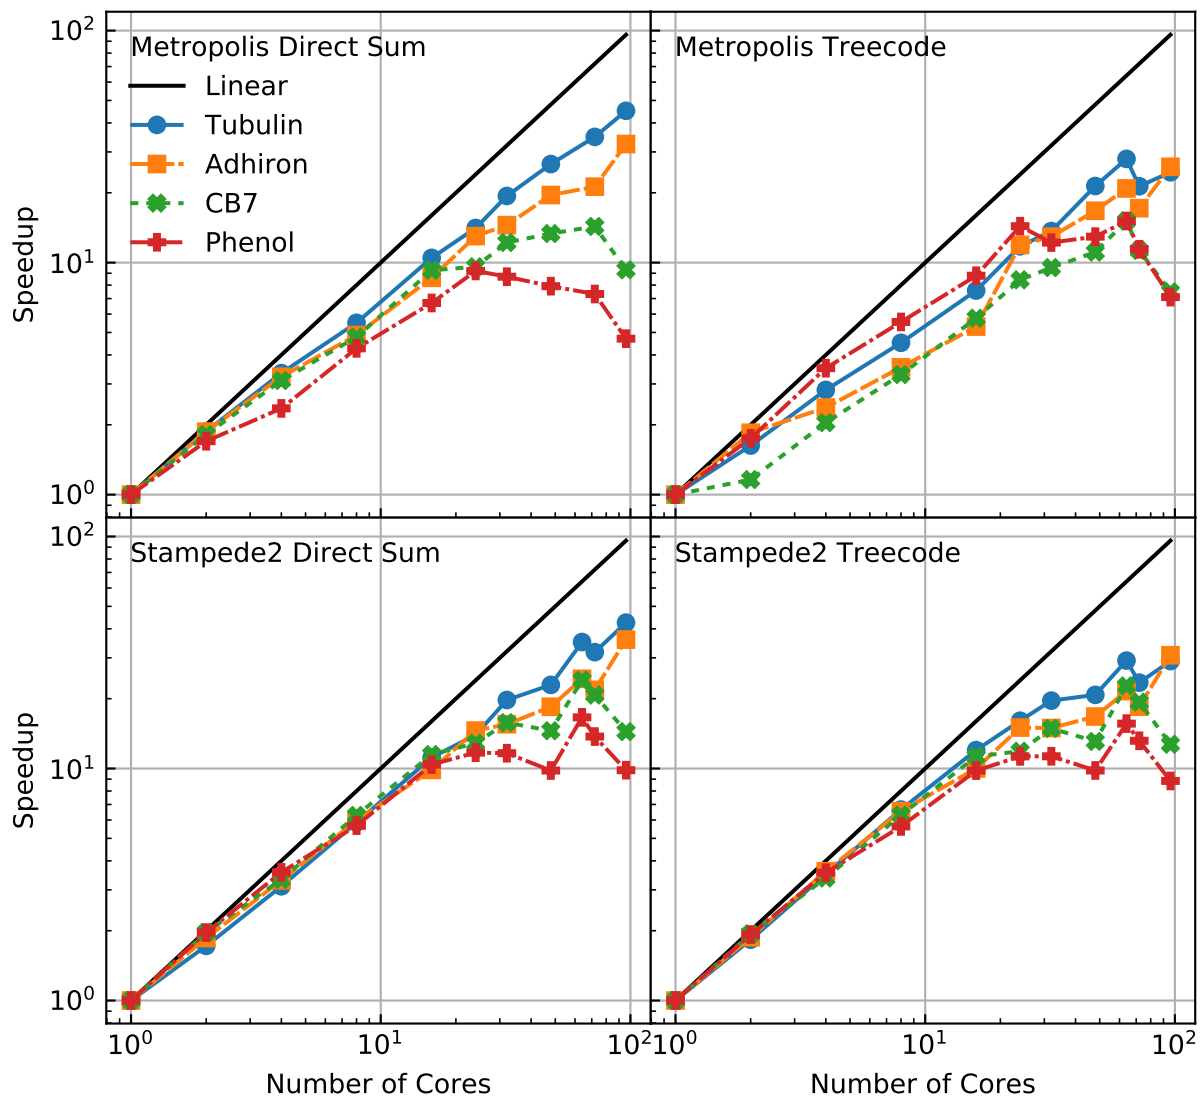 10²
Metropolis Direct Sum
Metropolis Treecode
Linear
Tubulin
Adhiron
CB7
Phenol
Speedup
10¹
10⁰
10²
Stampede2 Direct Sum
Stampede2 Treecode
Speedup
10¹
10⁰
10⁰ 10¹ 10² 10⁰ 10¹ 10²
Number of Cores
Number of Cores